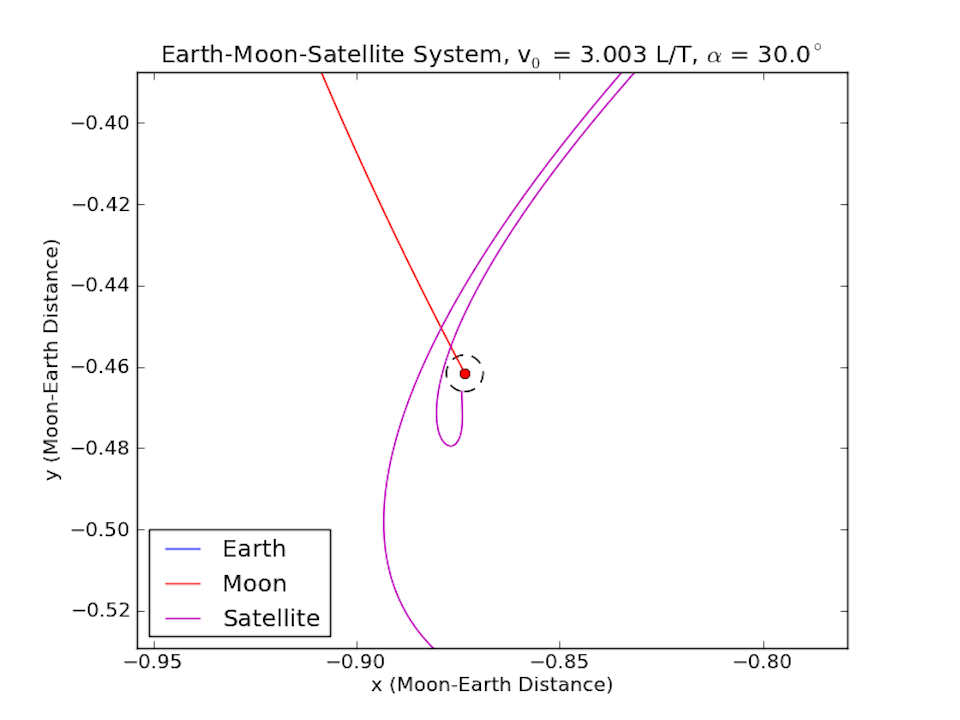 Earth-Moon-Satellite System, v₀ = 3.003 L/T, α = 30.0°
y (Moon-Earth Distance)
−0.40
−0.42
−0.44
−0.46
−0.48
−0.50
−0.52
Earth
Moon
Satellite
−0.95 −0.90 −0.85 −0.80
x (Moon-Earth Distance)